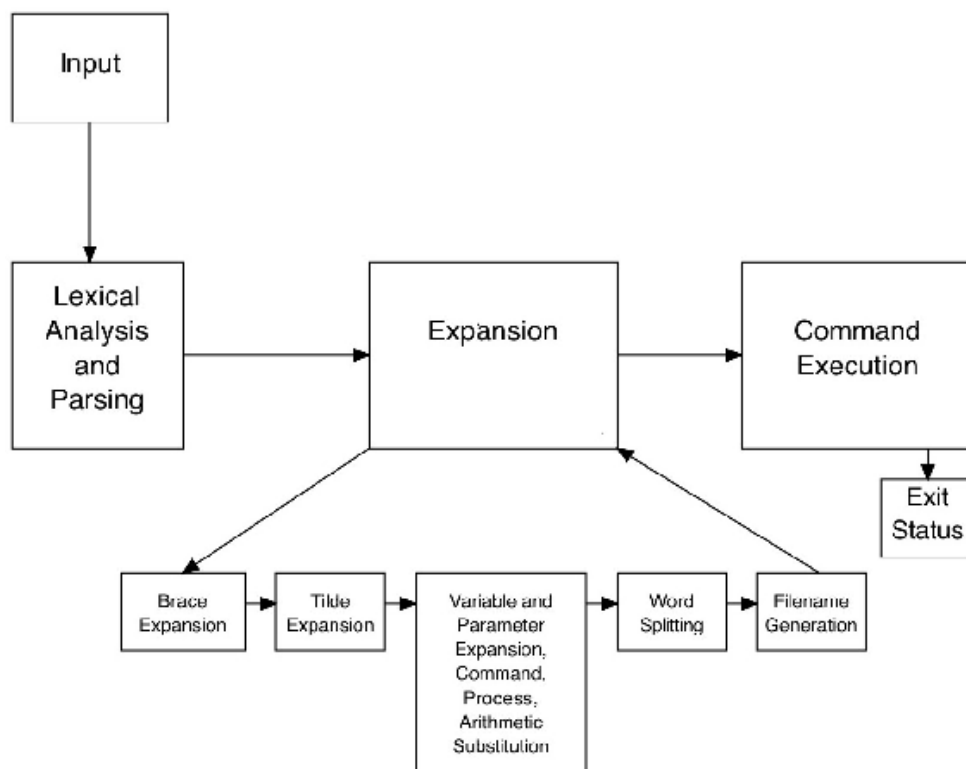 Input
Lexical
Analysis
and
Parsing
Expansion
Command
Execution
Exit
Status
Brace
Expansion
Tilde
Expansion
Variable and
Parameter
Expansion,
Command,
Process,
Arithmetic
Substitution
Word
Splitting
Filename
Generation